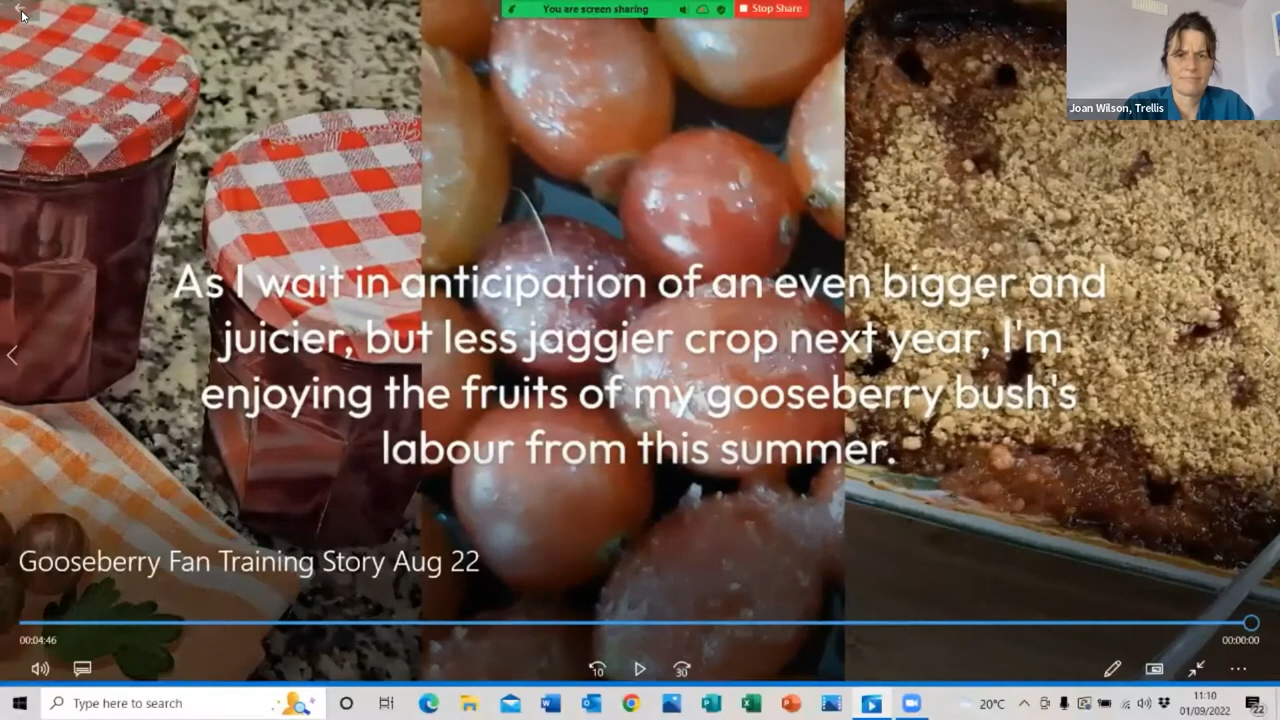 You are screen sharing
Stop Share
Joan Wilson, Trellis
As I wait in anticipation of an even bigger and
juicier, but less jaggier crop next year, I'm
enjoying the fruits of my gooseberry bush's
labour from this summer.
Gooseberry Fan Training Story Aug 22
00:04:46
00:00:00
10
30
Type here to search
20°C
11:10
01/09/2022
22